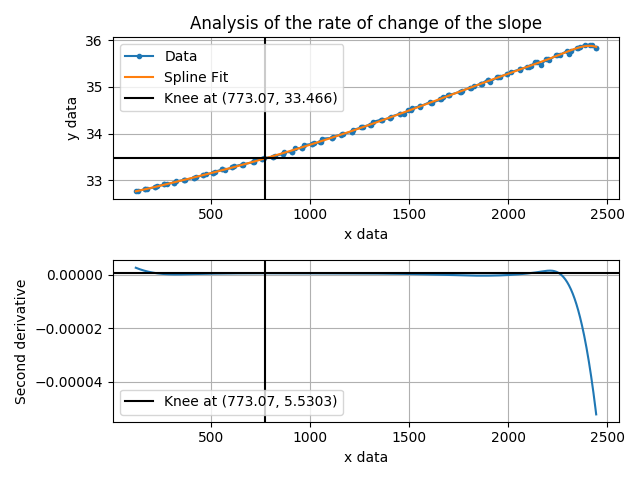 Analysis of the rate of change of the slope
36
35
34
33
y data
Data
Spline Fit
Knee at (773.07, 33.466)
500
1000
1500
2000
2500
x data
0.00000
−0.00002
−0.00004
Second derivative
Knee at (773.07, 5.5303)
500
1000
1500
2000
2500
x data